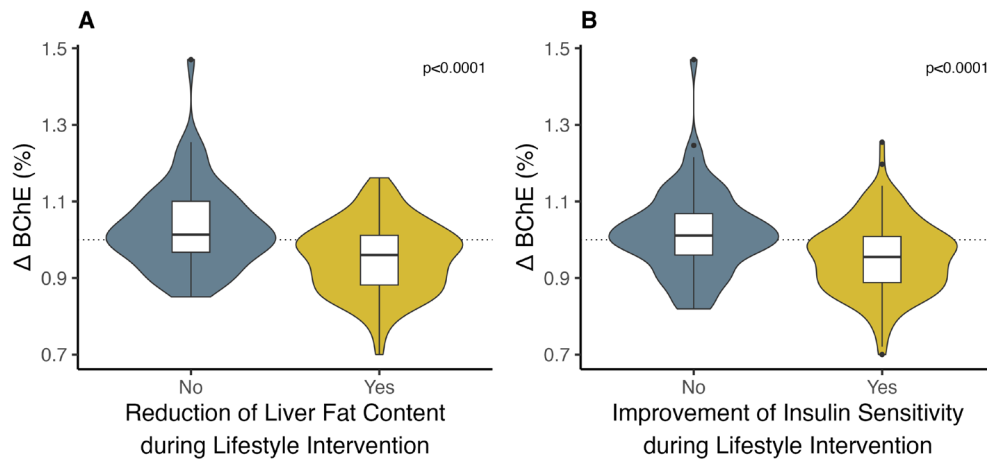 A
1.5
1.3
1.1
0.9
0.7
Δ BChE (%)
p<0.0001
No
Yes
Reduction of Liver Fat Content
during Lifestyle Intervention
B
1.5
1.3
1.1
0.9
0.7
Δ BChE (%)
p<0.0001
No
Yes
Improvement of Insulin Sensitivity
during Lifestyle Intervention